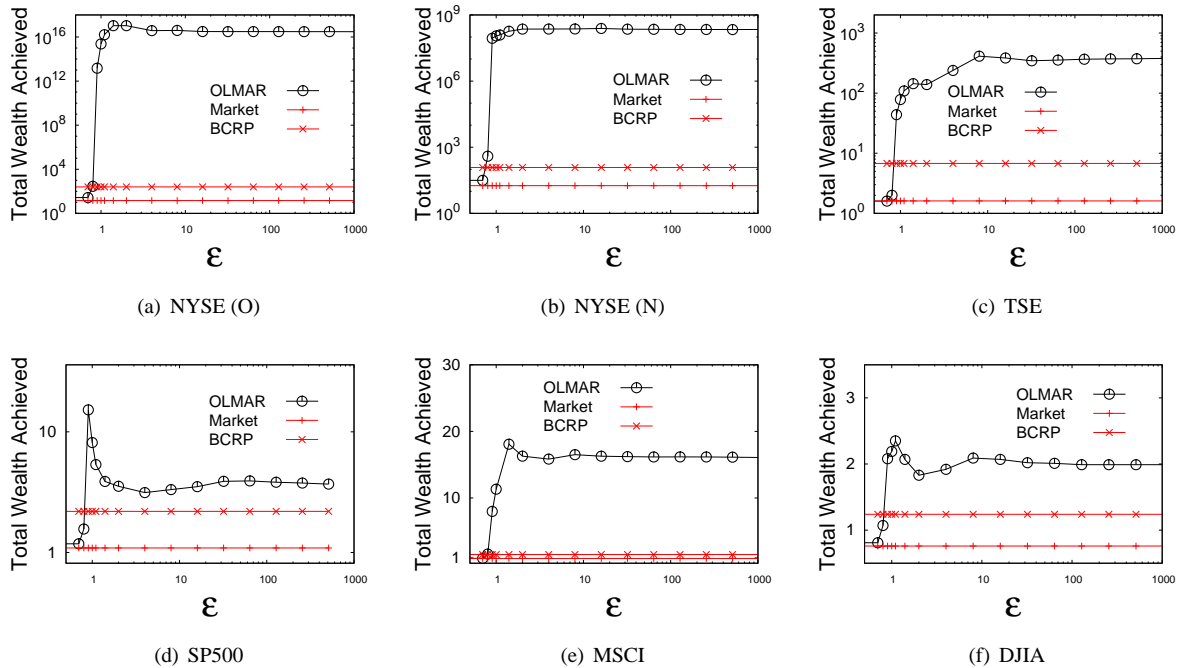 Total Wealth Achieved
10^16
10^12
10^8
10^4
10^0
OLMAR
Market
BCRP
1 10 100 1000
ε
(a) NYSE (O)
Total Wealth Achieved
10^8
10^6
10^4
10^2
10^0
OLMAR
Market
BCRP
1 10 100 1000
ε
(b) NYSE (N)
Total Wealth Achieved
10^3
10^2
10^1
10^0
OLMAR
Market
BCRP
1 10 100 1000
ε
(c) TSE
Total Wealth Achieved
10
1
OLMAR
Market
BCRP
1 10 100 1000
ε
(d) SP500
Total Wealth Achieved
30
20
10
1
OLMAR
Market
BCRP
1 10 100 1000
ε
(e) MSCI
Total Wealth Achieved
3
2
1
OLMAR
Market
BCRP
1 10 100 1000
ε
(f) DJIA